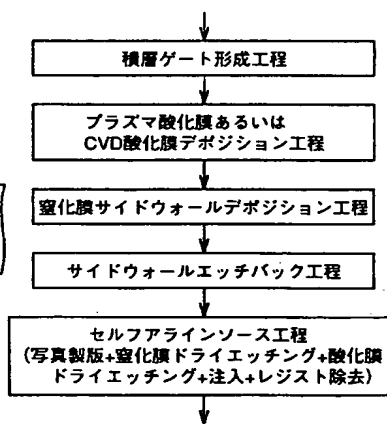 積層ゲート形成工程
プラズマ酸化膜あるいは
CVD酸化膜デポジション工程
窒化膜サイドウォールデポジション工程
サイドウォールエッチバック工程
セルフアラインソース工程
(写真製版+窒化膜ドライエッチング+酸化膜
ドライエッチング+注入+レジスト除去)